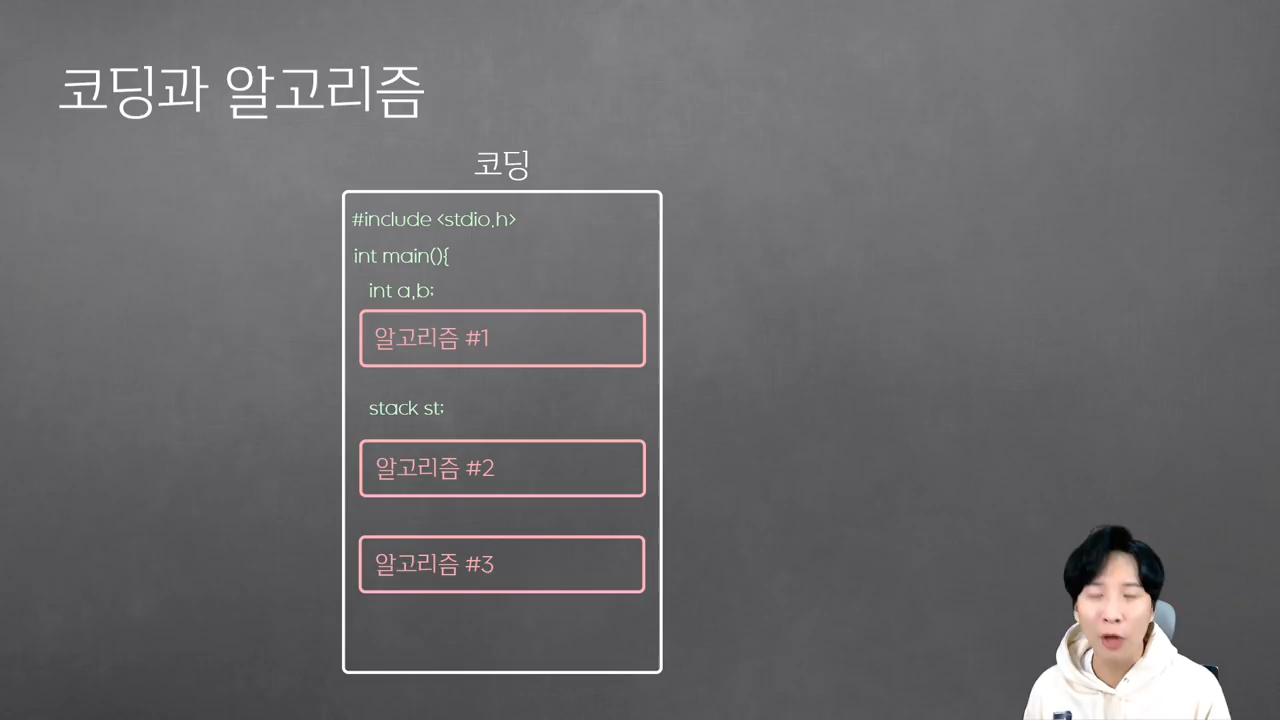 코딩과 알고리즘
코딩
#include <stdio.h>
int main(){
int a,b;
알고리즘 #1
stack st;
알고리즘 #2
알고리즘 #3